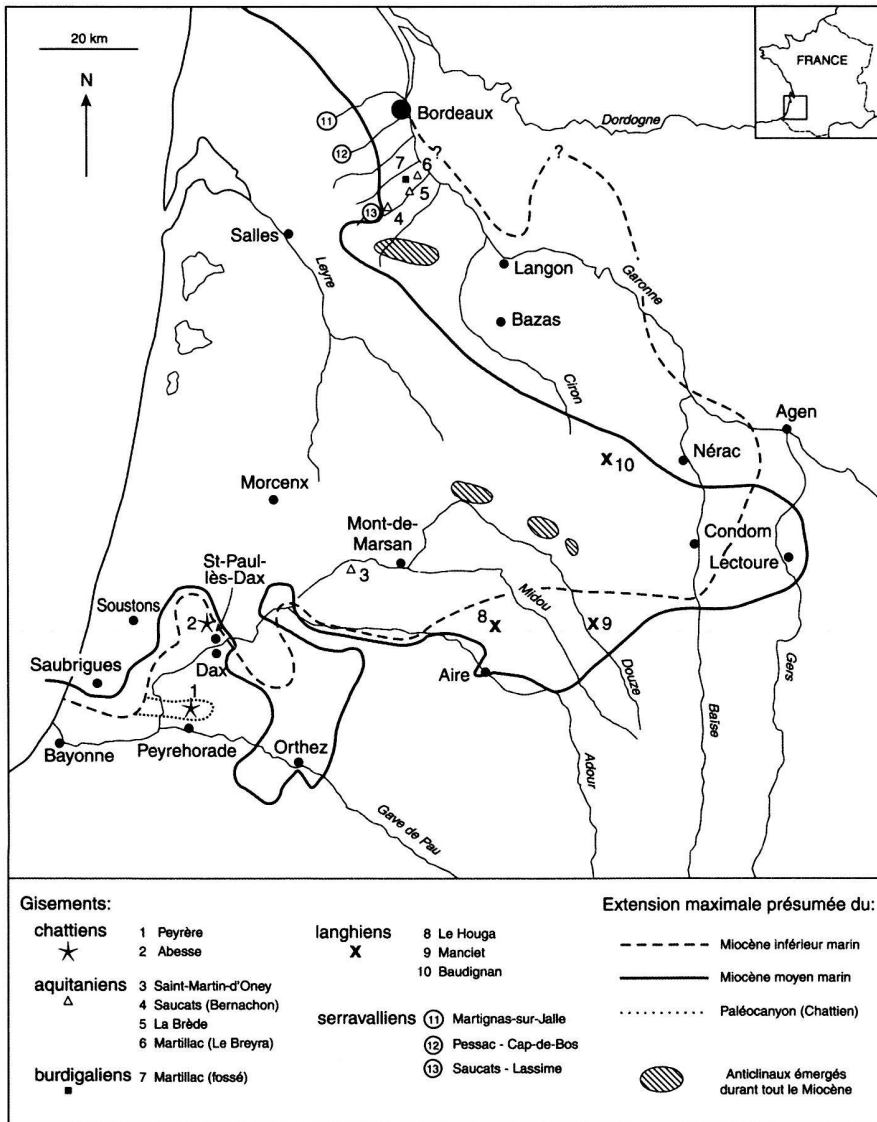 20 km
N
FRANCE
Bordeaux
Dordogne
11
12
?
?
7
6
5
13
4
Salles
Leyre
Langon
Garonne
Bazas
Ciron
Agen
Nérac
10
Morcenx
Mont-de-
Marsan
Condom
Lectoure
St-Paul-
lès-Dax
3
Soustons
2
8
Midou
9
Dax
Saubrigues
Aire
Douze
Gers
1
Bayonne
Peyrehorade
Orthez
Adour
Baïse
Gave de Pau
Gisements:
chattiens
1 Peyrère
2 Abesse
aquitaniens
3 Saint-Martin-d'Oney
4 Saucats (Bernachon)
5 La Brède
6 Martillac (Le Breyra)
burdigaliens 7 Martillac (fossé)
langhiens
8 Le Houga
9 Manciet
10 Baudignan
serravalliens 11 Martignas-sur-Jalle
12 Pessac - Cap-de-Bos
13 Saucats - Lassime
Extension maximale présumée du:
Miocène inférieur marin
Miocène moyen marin
Paléocanyon (Chattien)
Anticlinaux émergés
durant tout le Miocène